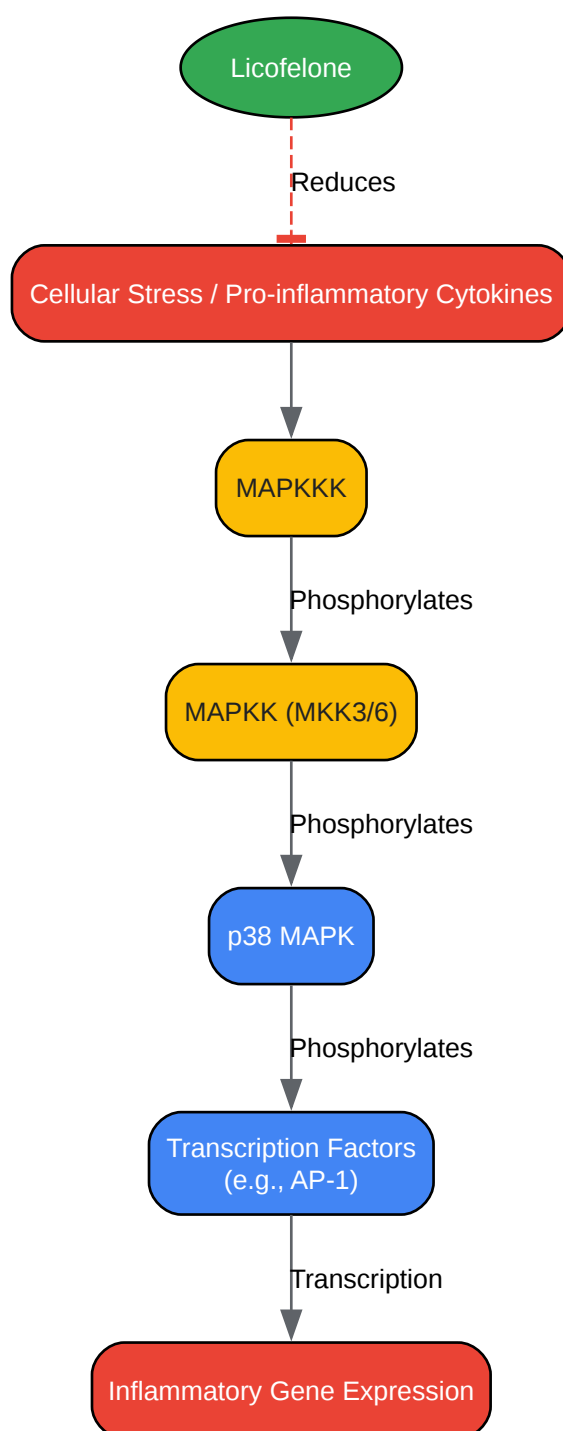 Licofelone
Reduces
Cellular Stress / Pro-inflammatory Cytokines
MAPKKK
Phosphorylates
MAPKK (MKK3/6)
Phosphorylates
p38 MAPK
Phosphorylates
Transcription Factors
(e.g., AP-1)
Transcription
Inflammatory Gene Expression